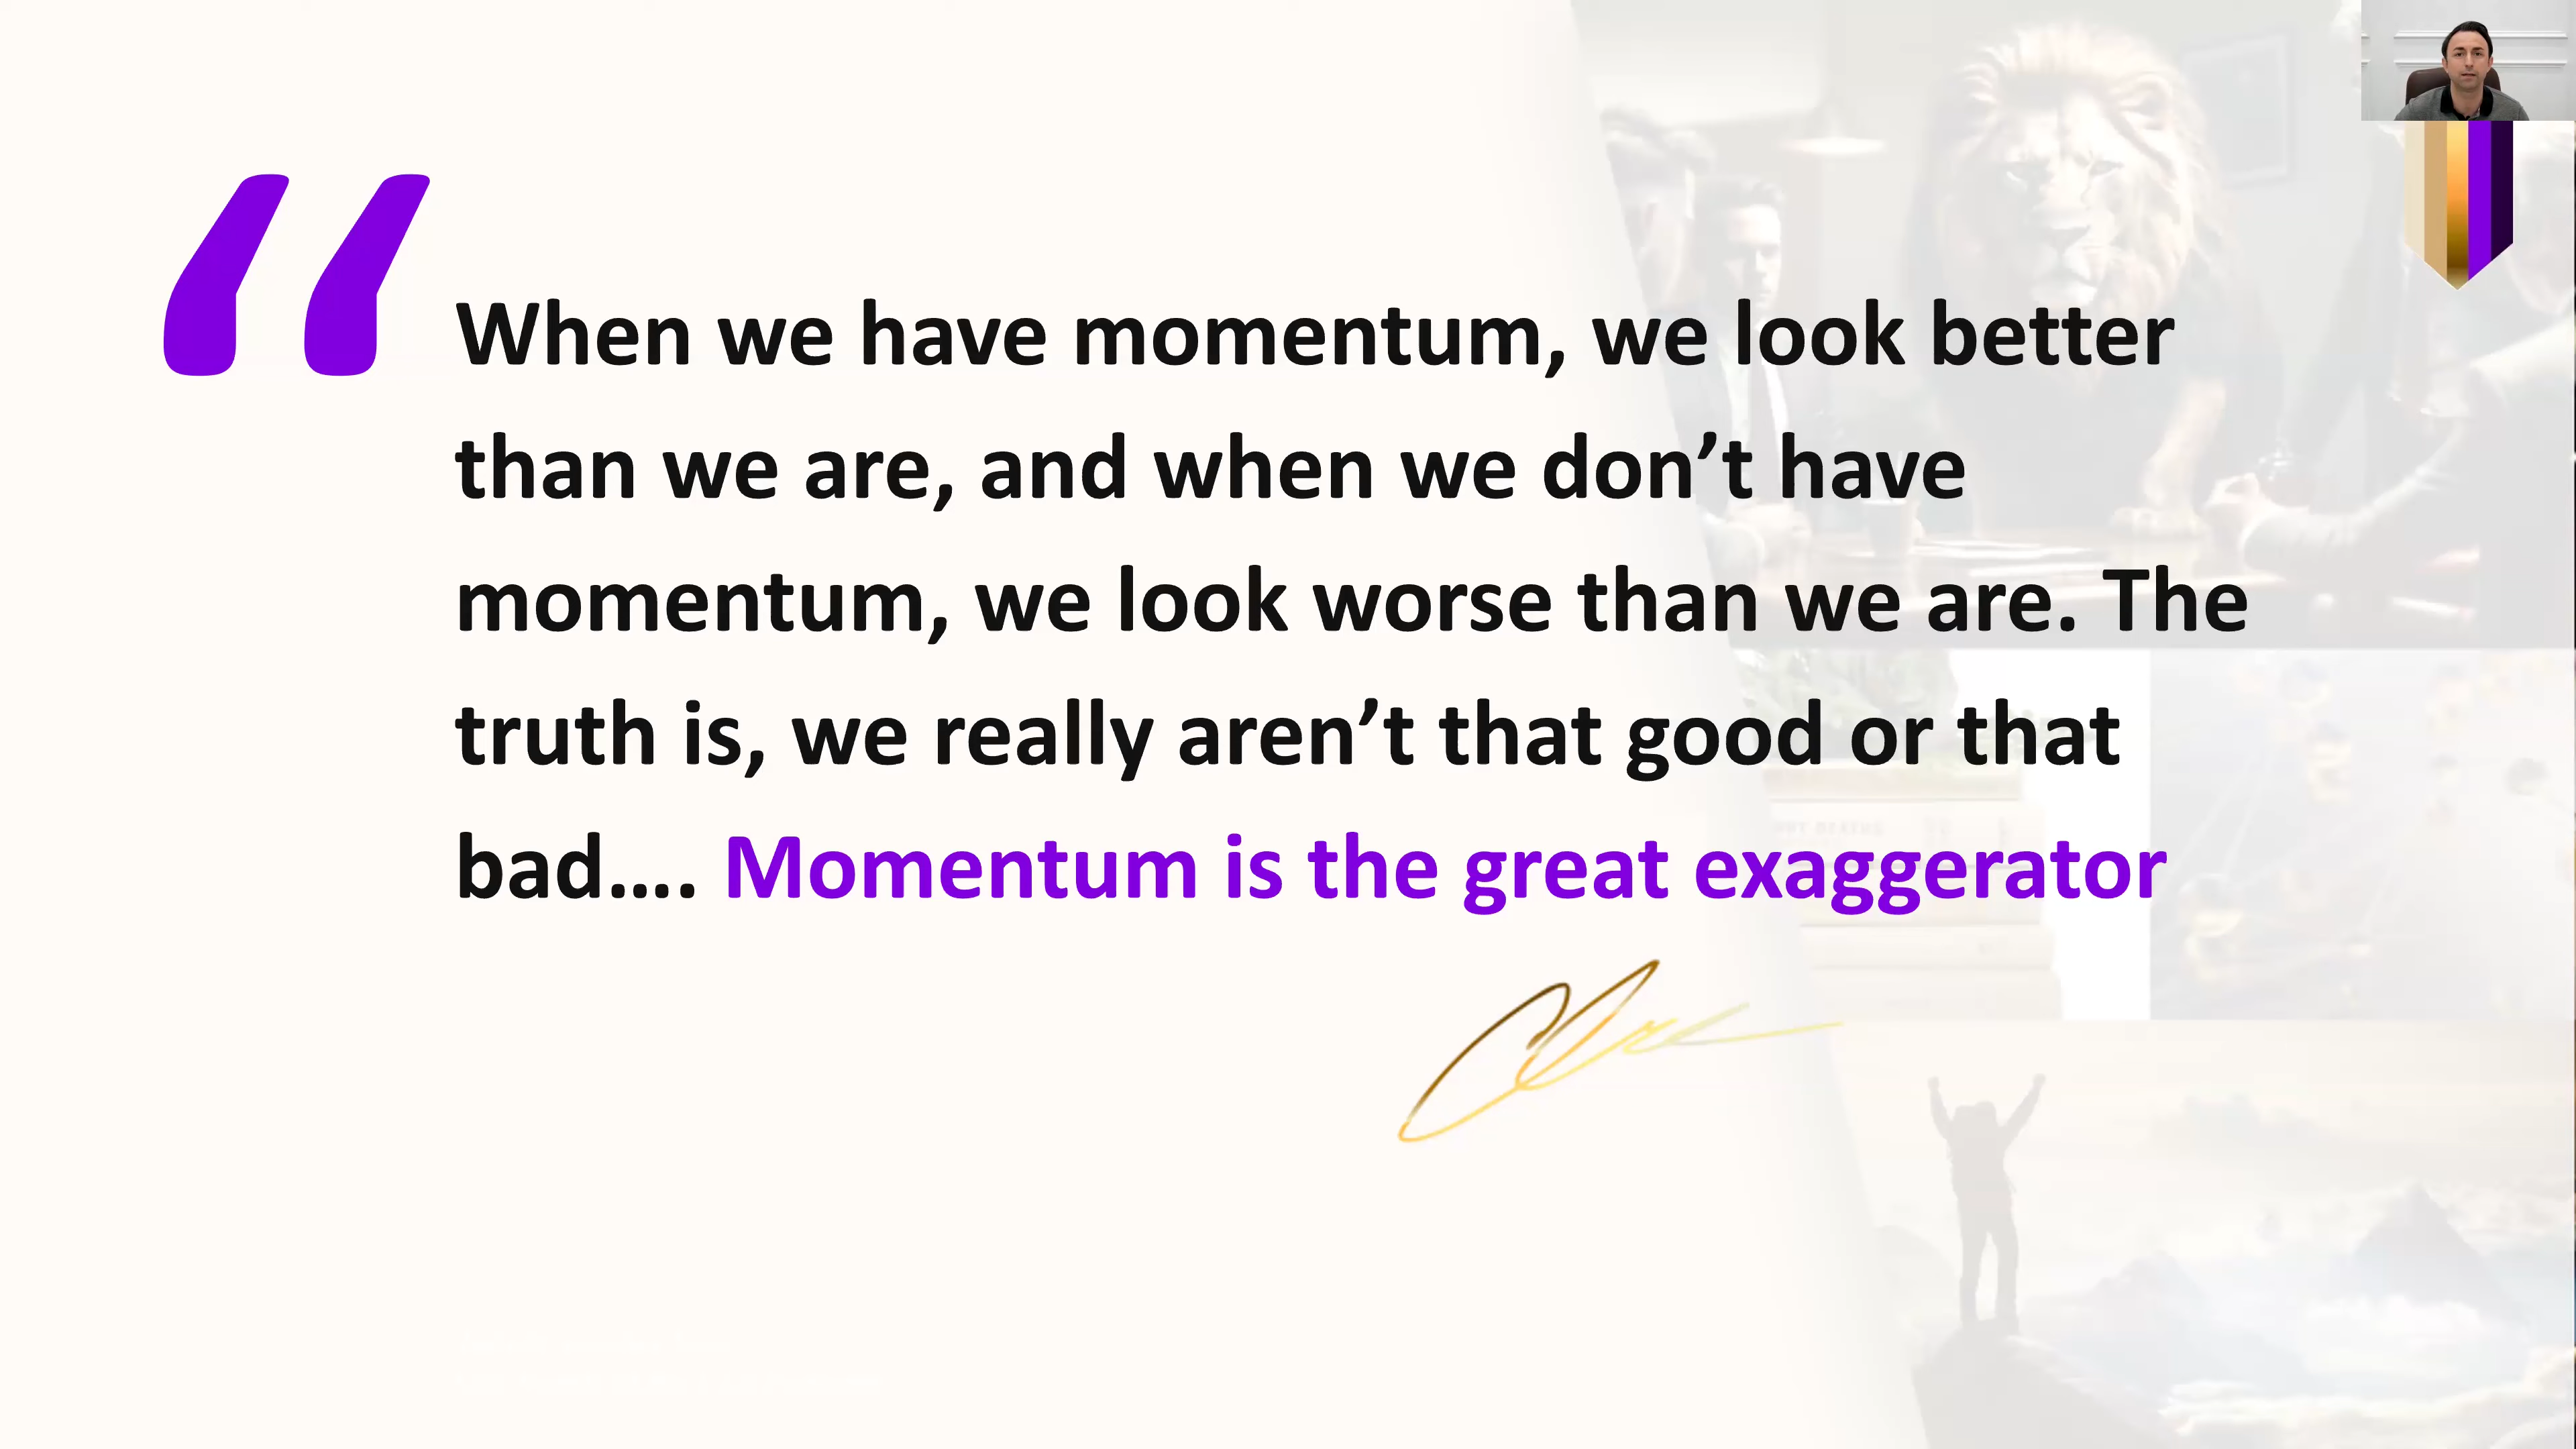 “
When we have momentum, we look better
than we are, and when we don’t have
momentum, we look worse than we are. The
truth is, we really aren’t that good or that
bad…. Momentum is the great exaggerator